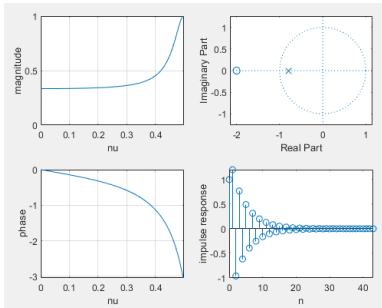 magnitude
1
0.5
0
0 0.1 0.2 0.3 0.4
nu
Imaginary Part
1
0.5
0
-0.5
-1
-2 -1 0 1
Real Part
phase
0
-1
-2
-3
0 0.1 0.2 0.3 0.4
nu
impulse response
1
0.5
0
-0.5
-1
0 10 20 30 40
n